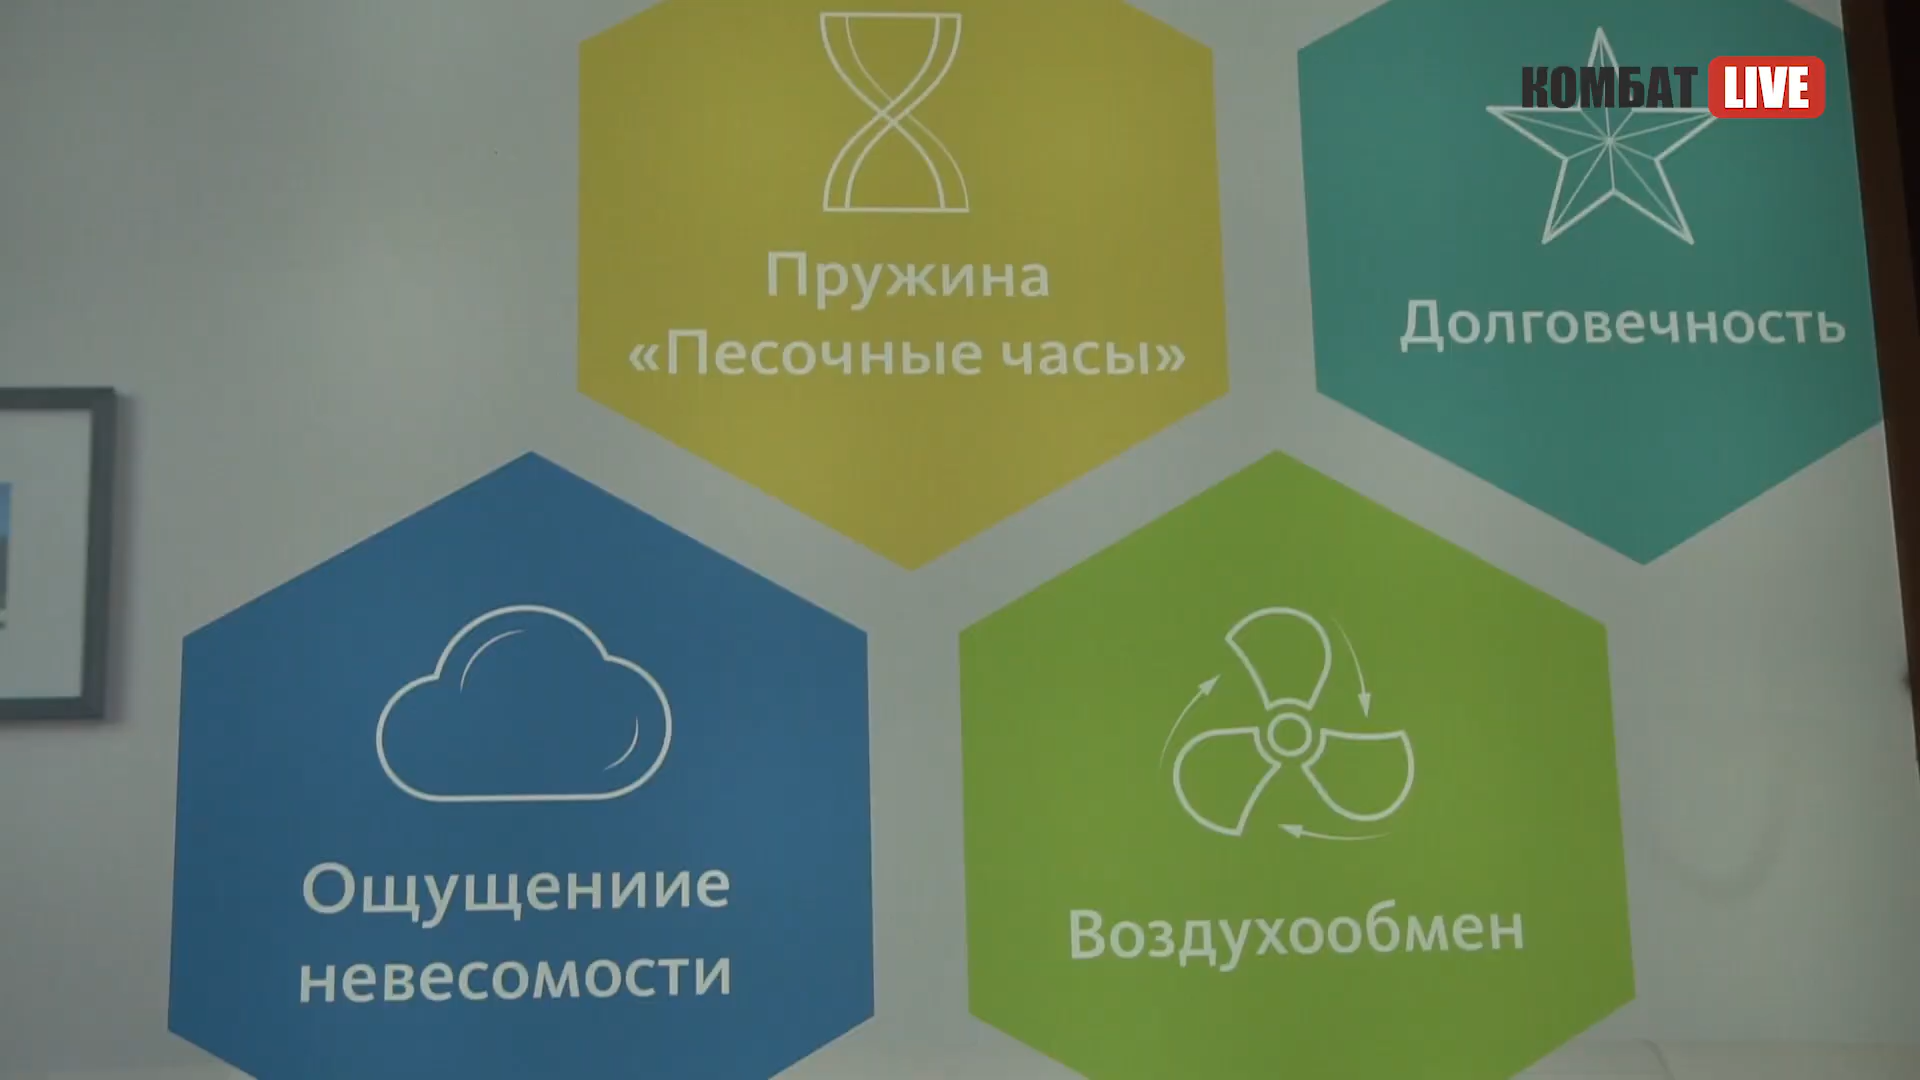 КОМБАТ LIVE
Пружина
«Песочные часы»
Долговечность
Ощущениие
невесомости
Воздухообмен